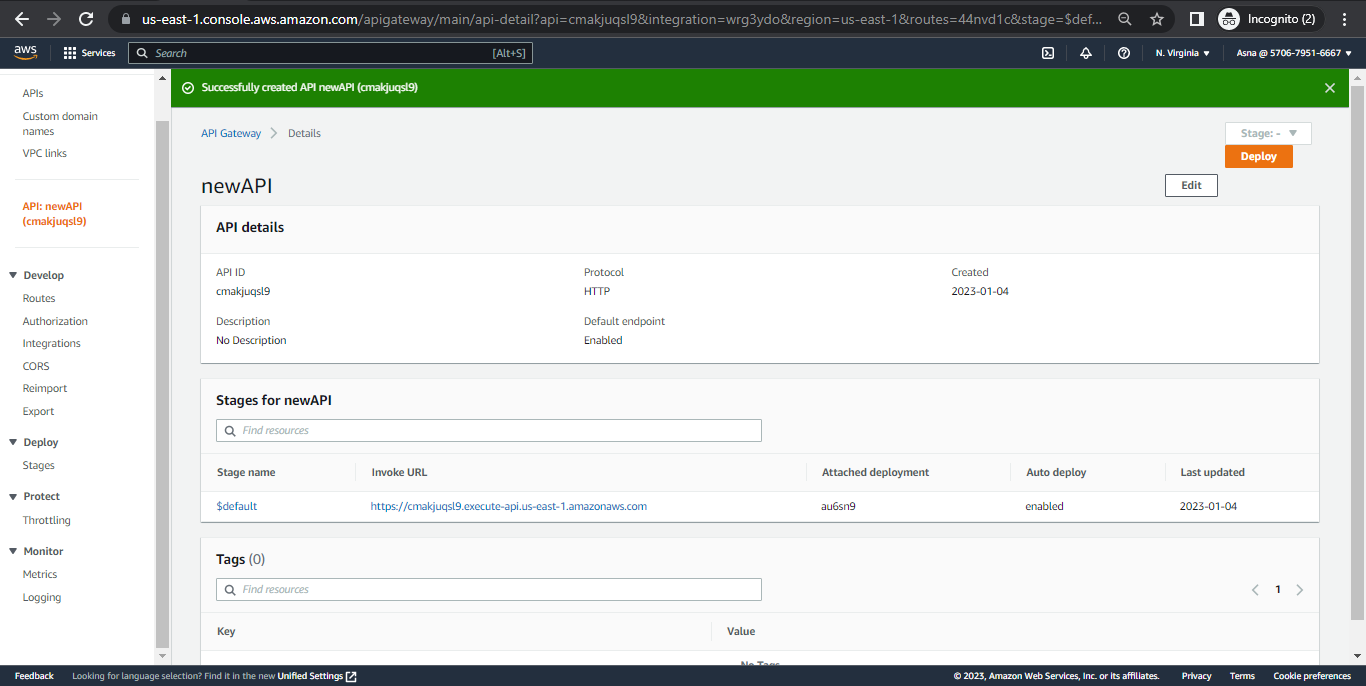 us-east-1.console.aws.amazon.com/apigateway/main/api-detail?api=cmakjuqsl9&integration=wrg3ydo&region=us-east-1&routes=44nvd1c&stage=$def...
Incognito (2)
aws
Services
Search
[Alt+S]
N. Virginia
Asna @ 5706-7951-6667
APIs
Custom domain
names
VPC links
API: newAPI
(cmakjuqsl9)
Develop
Routes
Authorization
Integrations
CORS
Reimport
Export
Deploy
Stages
Protect
Throttling
Monitor
Metrics
Logging
Successfully created API newAPI (cmakjuqsl9)
API Gateway
Details
Stage: -
Deploy
newAPI
Edit
API details
API ID
Protocol
Created
cmakjuqsl9
HTTP
2023-01-04
Description
Default endpoint
No Description
Enabled
Stages for newAPI
Find resources
Stage name
Invoke URL
Attached deployment
Auto deploy
Last updated
$default
https://cmakjuqsl9.execute-api.us-east-1.amazonaws.com
au6sn9
enabled
2023-01-04
Tags (0)
Find resources
1
Key
Value
No Tags
Feedback
Looking for language selection? Find it in the new Unified Settings
© 2023, Amazon Web Services, Inc. or its affiliates.
Privacy
Terms
Cookie preferences